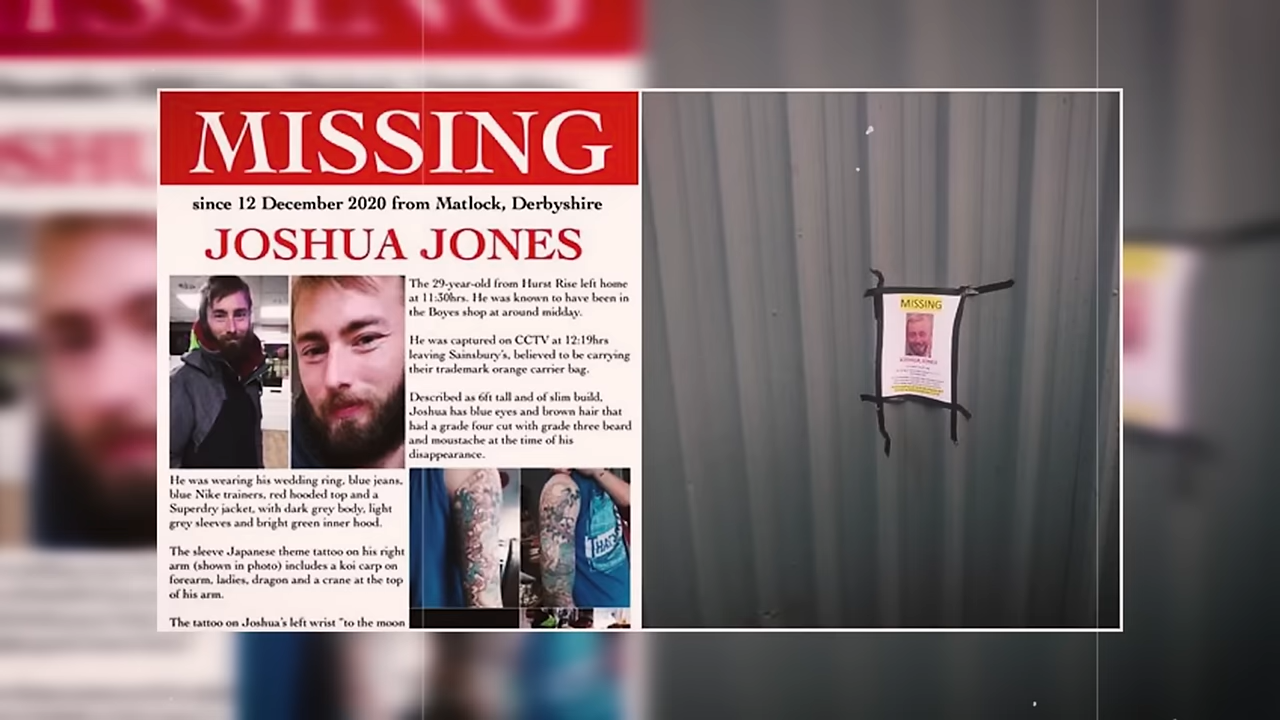 MISSING
since 12 December 2020 from Matlock, Derbyshire
JOSHUA JONES
The 29-year-old from Hurst Rise left home
at 11:30hrs. He was known to have been in
the Boyes shop at around midday.
He was captured on CCTV at 12:19hrs
leaving Sainsbury's, believed to be carrying
their trademark orange carrier bag.
Described as 6ft tall and of slim build,
Joshua has blue eyes and brown hair that
had a grade four cut with grade three beard
and moustache at the time of his
disappearance.
He was wearing his wedding ring, blue jeans,
blue Nike trainers, red hooded top and a
Superdry jacket, with dark grey body, light
grey sleeves and bright green inner hood.
The sleeve Japanese theme tattoo on his right
arm (shown in photo) includes a koi carp on
forearm, ladies, dragon and a crane at the top
of his arm.
The tattoo on Joshua's left wrist "to the moon
MISSING
JOSHUA JONES